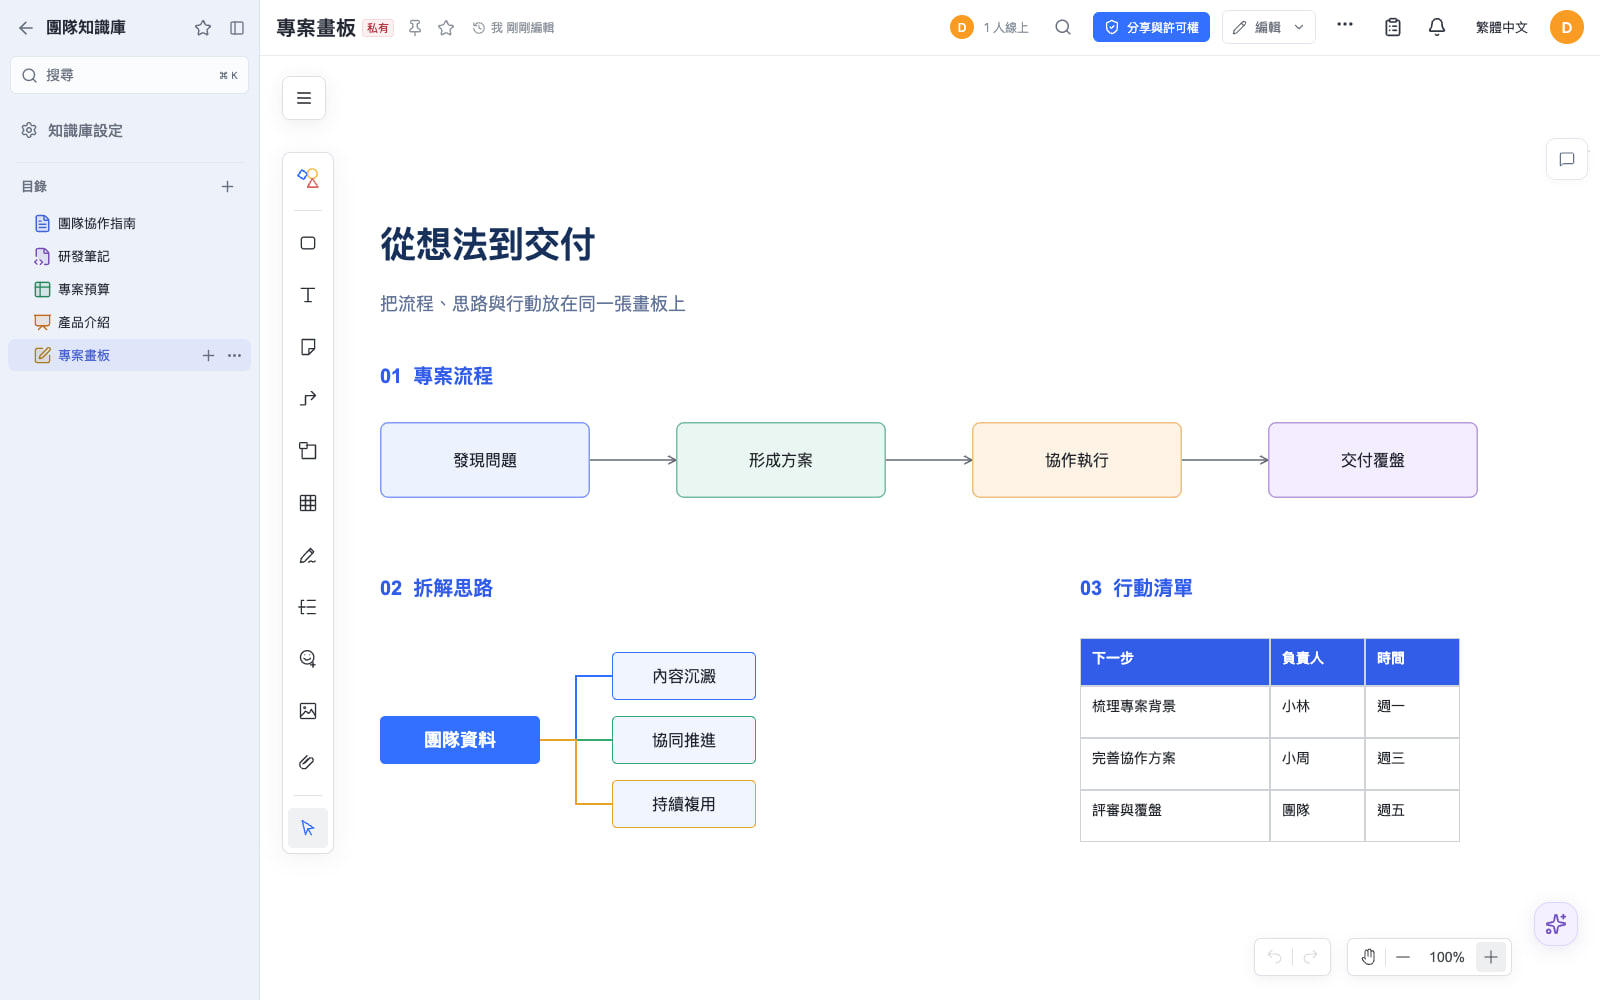 團隊知識庫
搜尋
⌘ K
知識庫設定
目錄
團隊協作指南
研發筆記
專案預算
產品介紹
專案畫板
專案畫板 私有 我 剛剛編輯
D 1 人線上 分享與許可權 編輯 繁體中文 D
從想法到交付
把流程、思路與行動放在同一張畫板上
01 專案流程
發現問題
形成方案
協作執行
交付覆盤
02 拆解思路
團隊資料
內容沉澱
協同推進
持續複用
03 行動清單
下一步 負責人 時間
梳理專案背景 小林 週一
完善協作方案 小周 週三
評審與覆盤 團隊 週五
100%